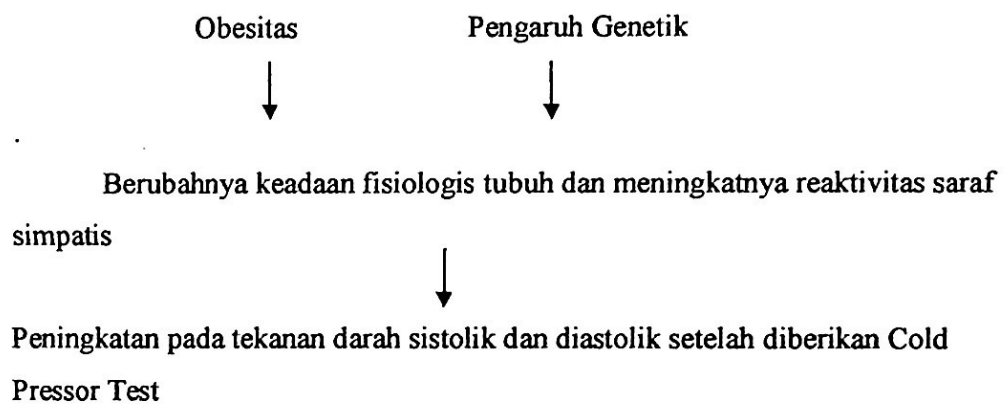 Obesitas Pengaruh Genetik
Berubahnya keadaan fisiologis tubuh dan meningkatnya reaktivitas saraf
simpatis
Peningkatan pada tekanan darah sistolik dan diastolik setelah diberikan Cold
Pressor Test